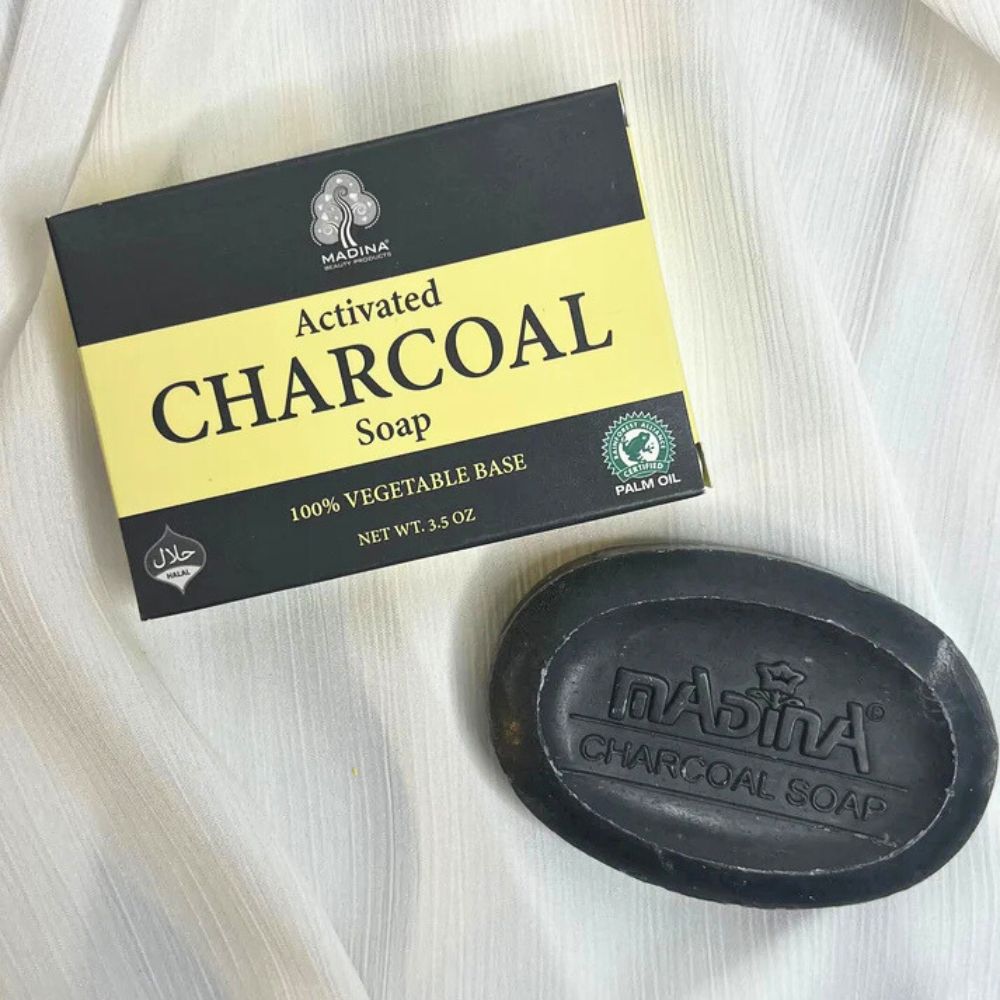 MADINA®
BEAUTY PRODUCTS
Activated
CHARCOAL
Soap
100% VEGETABLE BASE
NET WT. 3.5 OZ
حلال
HALAL
RAINFOREST ALLIANCE
CERTIFIED
PALM OIL
mADiNA©
CHARCOAL SOAP